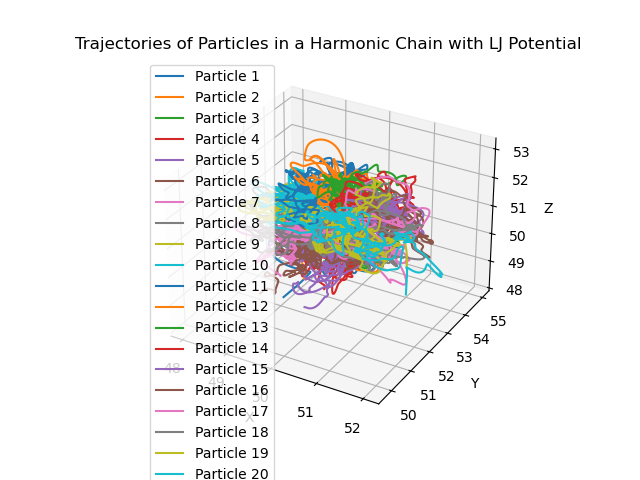 Trajectories of Particles in a Harmonic Chain with LJ Potential
Particle 1
Particle 2
Particle 3
Particle 4
Particle 5
Particle 6
Particle 7
Particle 8
Particle 9
Particle 10
Particle 11
Particle 12
Particle 13
Particle 14
Particle 15
Particle 16
Particle 17
Particle 18
Particle 19
Particle 20
53
52
51
Z
50
49
48
55
54
53
52
Y
51
50
48
49
50
51
52
X